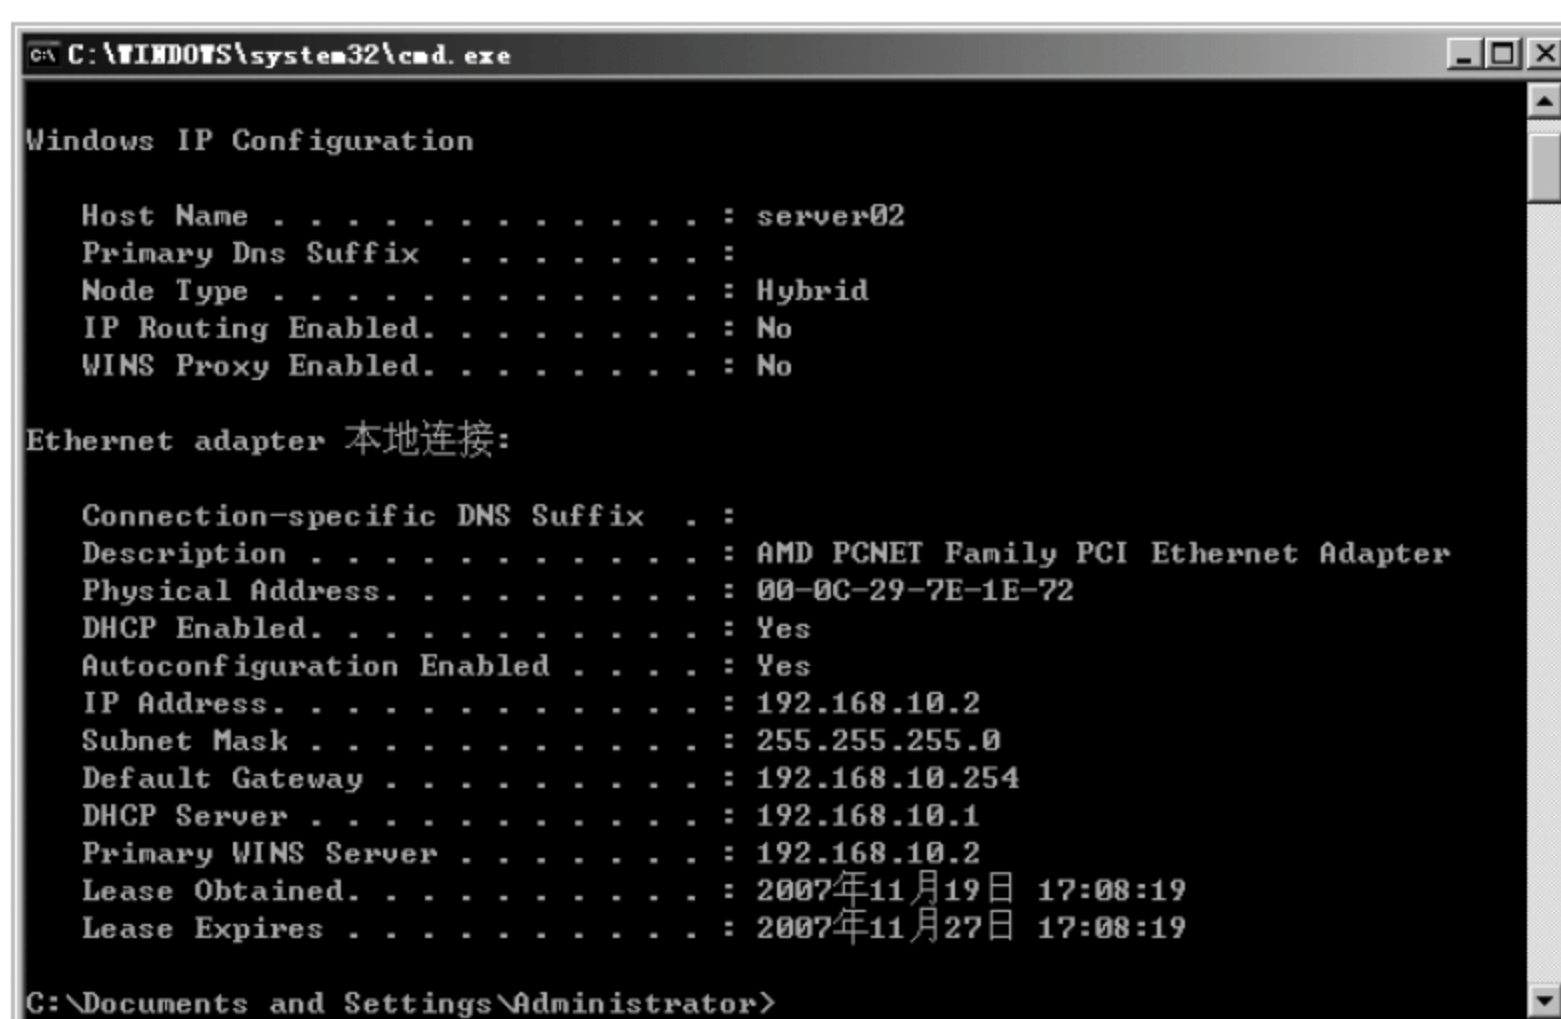 C:\WINDOWS\system32\cmd.exe
Windows IP Configuration
Host Name . . . . . . . . . . . . : server02
Primary Dns Suffix  . . . . . . . :
Node Type . . . . . . . . . . . . : Hybrid
IP Routing Enabled. . . . . . . . : No
WINS Proxy Enabled. . . . . . . . : No
Ethernet adapter 本地连接:
Connection-specific DNS Suffix  . :
Description . . . . . . . . . . . : AMD PCNET Family PCI Ethernet Adapter
Physical Address. . . . . . . . . : 00-0C-29-7E-1E-72
DHCP Enabled. . . . . . . . . . . : Yes
Autoconfiguration Enabled . . . . : Yes
IP Address. . . . . . . . . . . . : 192.168.10.2
Subnet Mask . . . . . . . . . . . : 255.255.255.0
Default Gateway . . . . . . . . . : 192.168.10.254
DHCP Server . . . . . . . . . . . : 192.168.10.1
Primary WINS Server . . . . . . . : 192.168.10.2
Lease Obtained. . . . . . . . . . : 2007年11月19日 17:08:19
Lease Expires . . . . . . . . . . : 2007年11月27日 17:08:19
C:\Documents and Settings\Administrator>